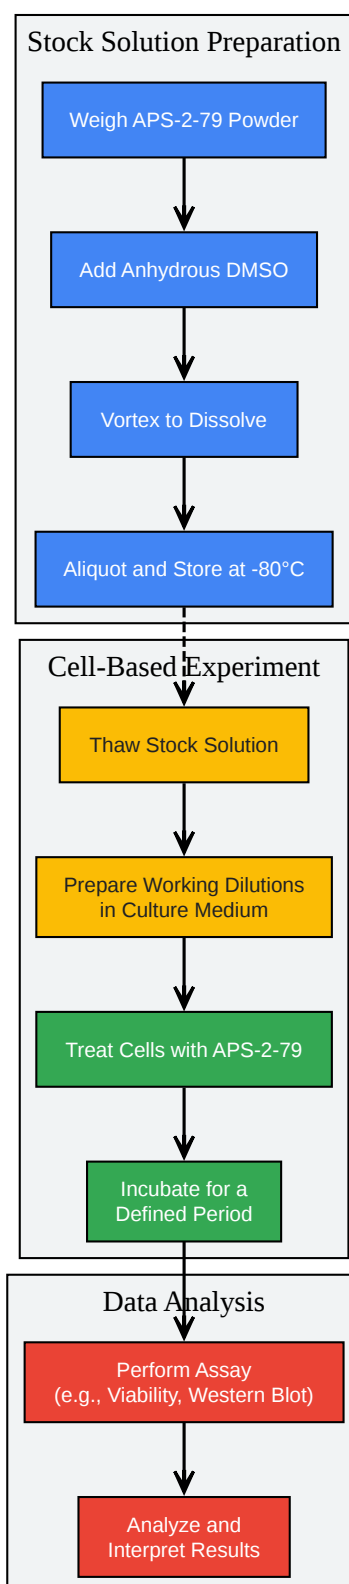 Stock Solution Preparation
Weigh APS-2-79 Powder
Add Anhydrous DMSO
Vortex to Dissolve
Aliquot and Store at -80°C
Cell-Based Experiment
Thaw Stock Solution
Prepare Working Dilutions
in Culture Medium
Treat Cells with APS-2-79
Incubate for a
Defined Period
Data Analysis
Perform Assay
(e.g., Viability, Western Blot)
Analyze and
Interpret Results